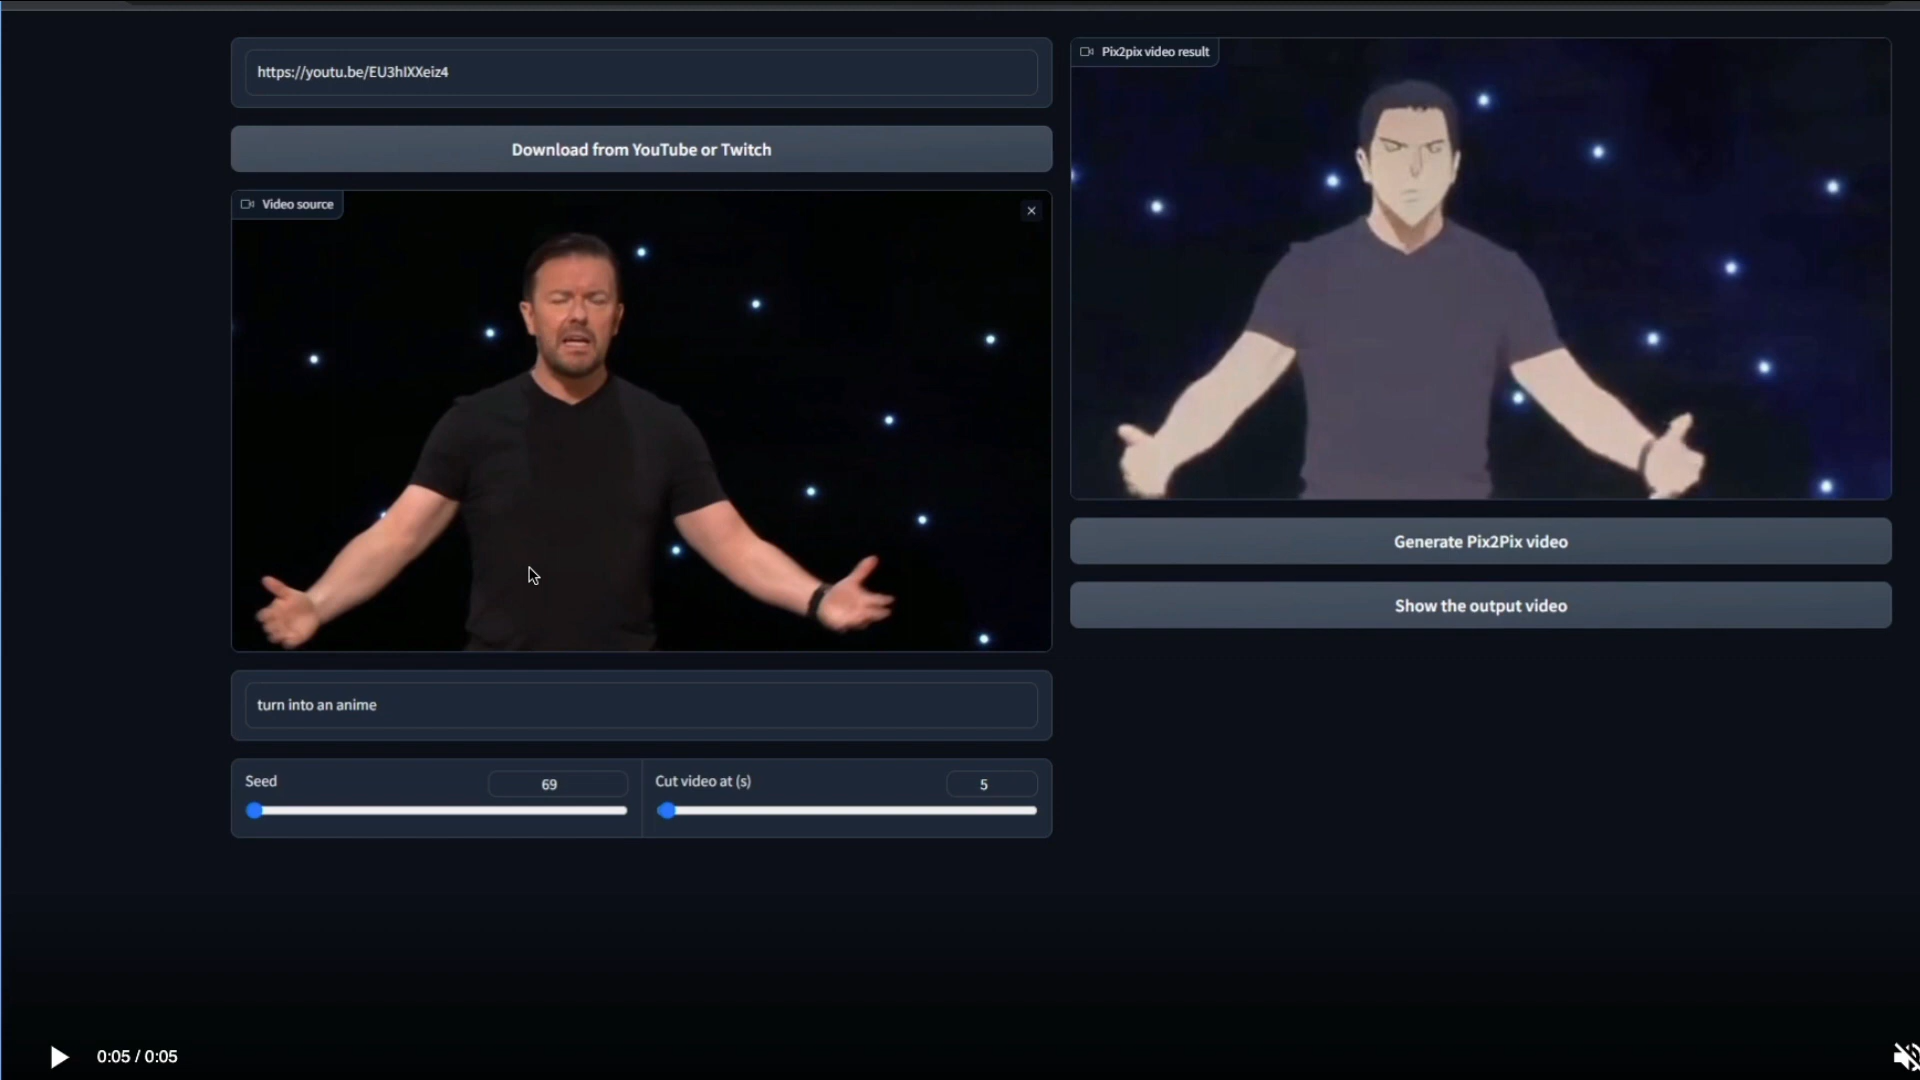 https://youtu.be/EU3hIXXeiz4
Download from YouTube or Twitch
Video source
turn into an anime
Seed
69
Cut video at (s)
5
Pix2pix video result
Generate Pix2Pix video
Show the output video
0:05 / 0:05